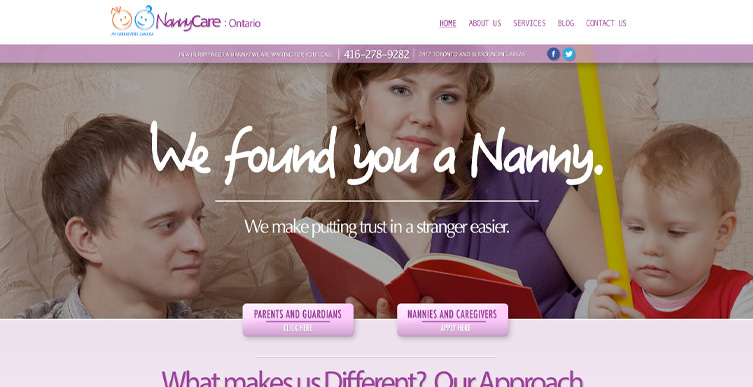 NannyCare : Ontario
HOME ABOUT US SERVICES BLOG CONTACT US
IN A HURRY? NEED A NANNY? WE ARE WAITING FOR YOUR CALL | 416-278-9282 | 24/7 TORONTO AND SURROUNDING AREAS
We found you a Nanny.
We make putting trust in a stranger easier.
PARENTS AND GUARDIANS
CLICK HERE
NANNIES AND CAREGIVERS
APPLY HERE
What makes us Different? Our Approach